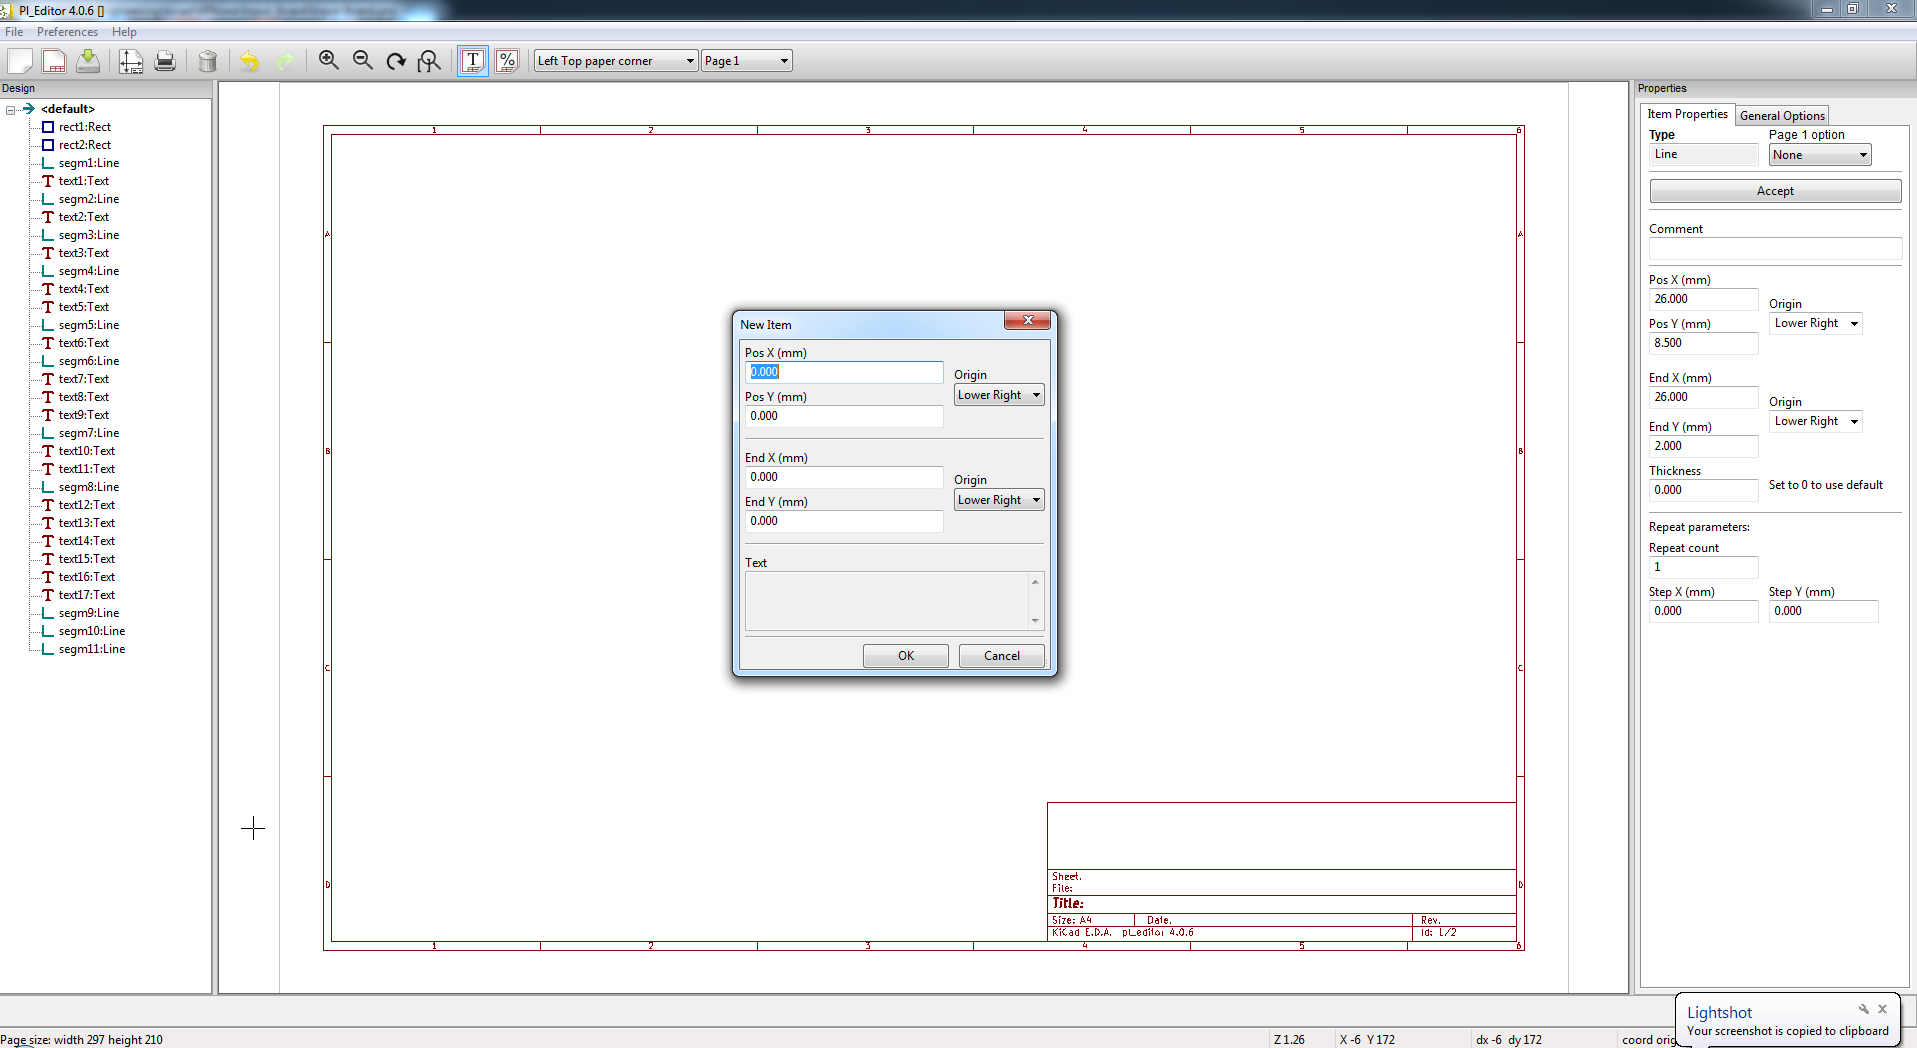 Pl_Editor 4.0.6 []
File Preferences Help
Left Top paper corner Page 1
Design
<default>
rect1:Rect
rect2:Rect
segm1:Line
text1:Text
segm2:Line
text2:Text
segm3:Line
text3:Text
segm4:Line
text4:Text
text5:Text
segm5:Line
text6:Text
segm6:Line
text7:Text
text8:Text
text9:Text
segm7:Line
text10:Text
text11:Text
segm8:Line
text12:Text
text13:Text
text14:Text
text15:Text
text16:Text
text17:Text
segm9:Line
segm10:Line
segm11:Line
1 2 3 4 5 6
A A
B B
C C
D D
1 2 3 4 5 6
Sheet:
File:
Title:
Size: A4 Date:
Rev:
KiCad E.D.A. pl_editor 4.0.6
Id: 1/2
New Item
Pos X (mm)
0.000
Origin
Lower Right
Pos Y (mm)
0.000
End X (mm)
0.000
Origin
Lower Right
End Y (mm)
0.000
Text
OK Cancel
Properties
Item Properties General Options
Type Page 1 option
Line None
Accept
Comment
Pos X (mm)
26.000
Origin
Lower Right
Pos Y (mm)
8.500
End X (mm)
26.000
Origin
Lower Right
End Y (mm)
2.000
Thickness
0.000 Set to 0 to use default
Repeat parameters:
Repeat count
1
Step X (mm) Step Y (mm)
0.000 0.000
Lightshot
Your screenshot is copied to clipboard
Page size: width 297 height 210 Z 1.26 X -6 Y 172 dx -6 dy 172 coord